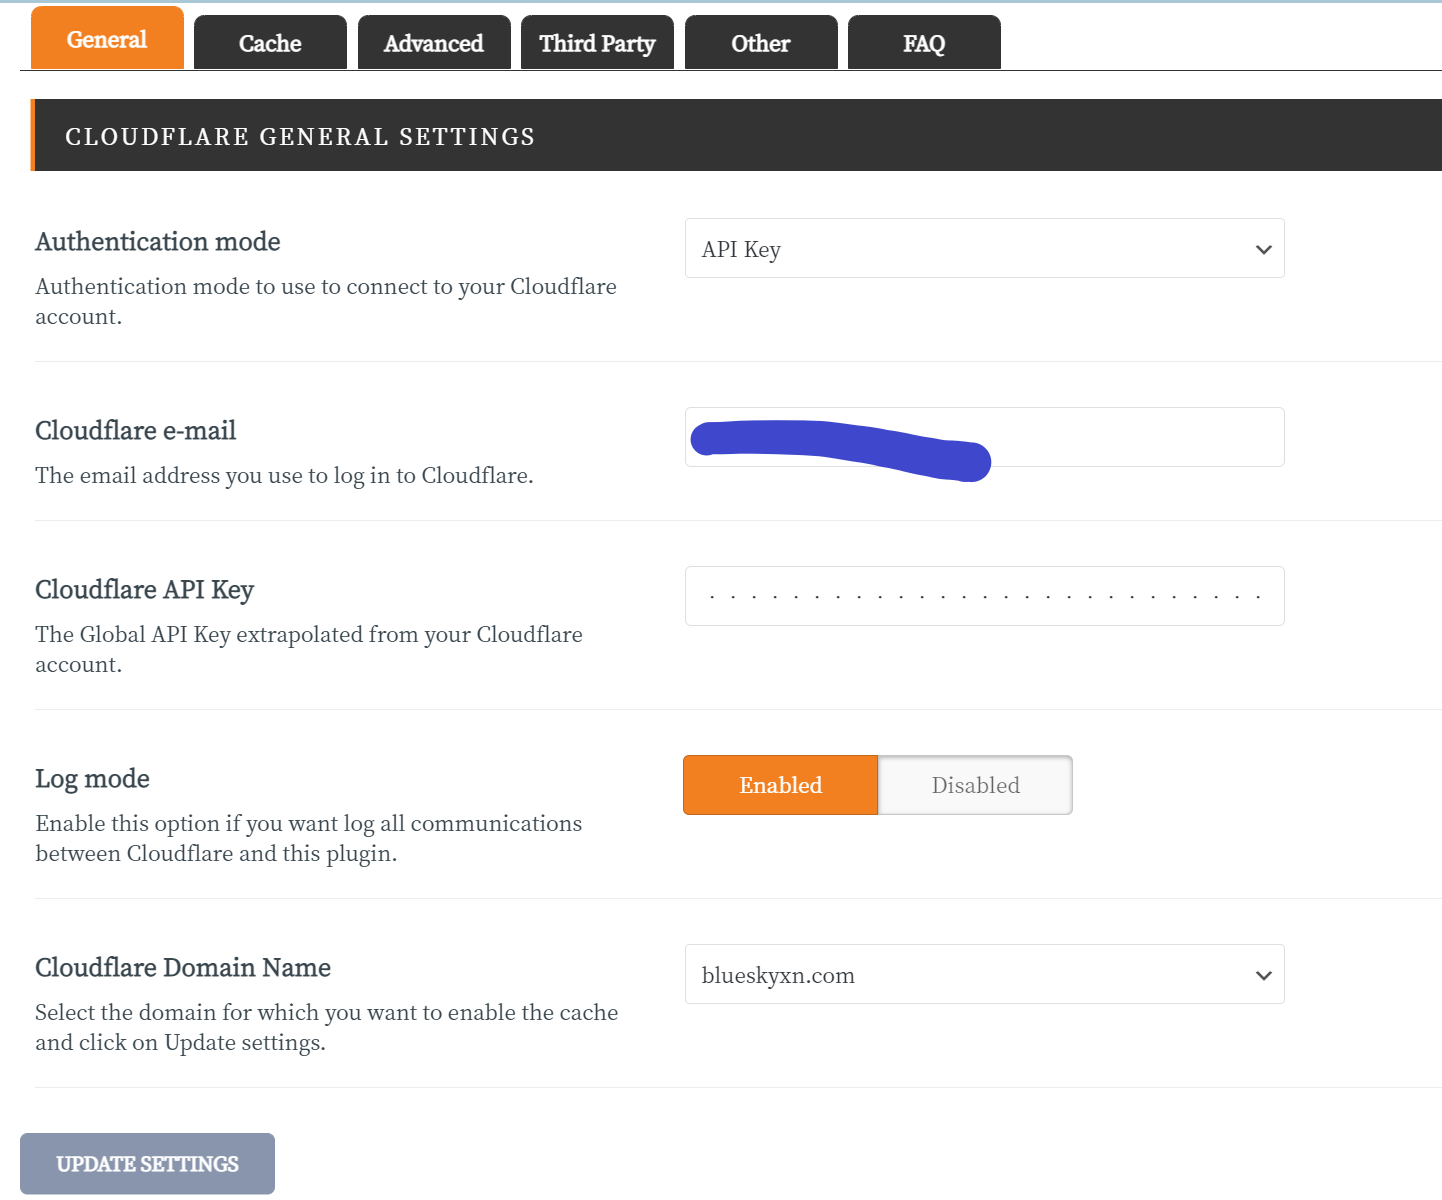 General
Cache
Advanced
Third Party
Other
FAQ
CLOUDFLARE GENERAL SETTINGS
Authentication mode
Authentication mode to use to connect to your Cloudflare
account.
API Key
Cloudflare e-mail
The email address you use to log in to Cloudflare.
Cloudflare API Key
The Global API Key extrapolated from your Cloudflare
account.
Log mode
Enable this option if you want log all communications
between Cloudflare and this plugin.
Enabled
Disabled
Cloudflare Domain Name
Select the domain for which you want to enable the cache
and click on Update settings.
blueskyxn.com
UPDATE SETTINGS